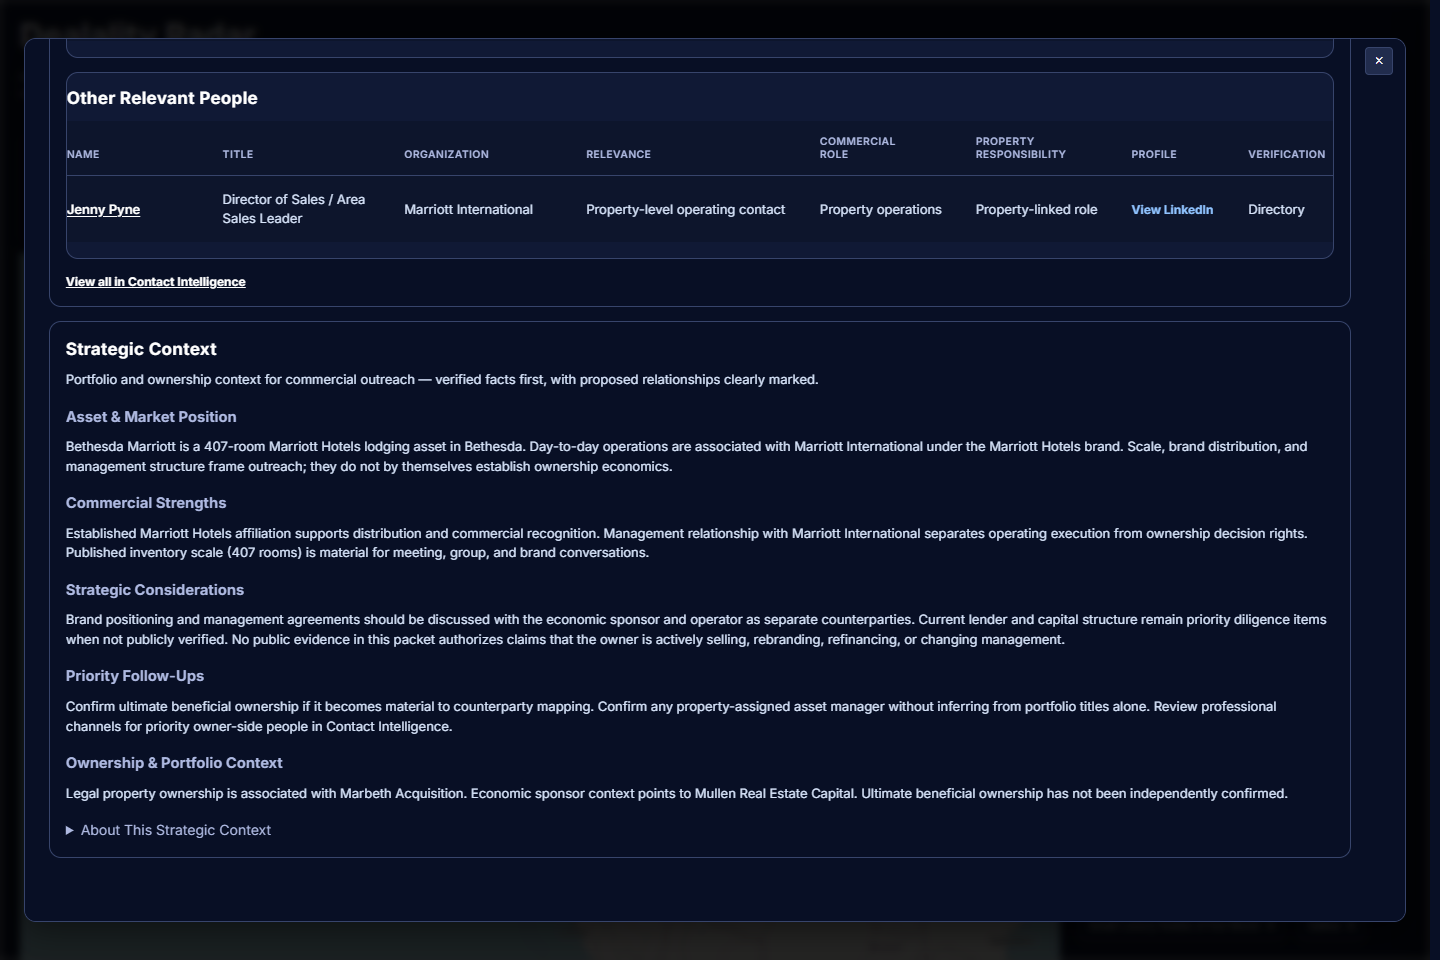 ×
Other Relevant People
NAME TITLE ORGANIZATION RELEVANCE COMMERCIAL ROLE PROPERTY RESPONSIBILITY PROFILE VERIFICATION
Jenny Pyne Director of Sales / Area Sales Leader Marriott International Property-level operating contact Property operations Property-linked role View LinkedIn Directory
View all in Contact Intelligence
Strategic Context
Portfolio and ownership context for commercial outreach — verified facts first, with proposed relationships clearly marked.
Asset & Market Position
Bethesda Marriott is a 407-room Marriott Hotels lodging asset in Bethesda. Day-to-day operations are associated with Marriott International under the Marriott Hotels brand. Scale, brand distribution, and
management structure frame outreach; they do not by themselves establish ownership economics.
Commercial Strengths
Established Marriott Hotels affiliation supports distribution and commercial recognition. Management relationship with Marriott International separates operating execution from ownership decision rights.
Published inventory scale (407 rooms) is material for meeting, group, and brand conversations.
Strategic Considerations
Brand positioning and management agreements should be discussed with the economic sponsor and operator as separate counterparties. Current lender and capital structure remain priority diligence items
when not publicly verified. No public evidence in this packet authorizes claims that the owner is actively selling, rebranding, refinancing, or changing management.
Priority Follow-Ups
Confirm ultimate beneficial ownership if it becomes material to counterparty mapping. Confirm any property-assigned asset manager without inferring from portfolio titles alone. Review professional
channels for priority owner-side people in Contact Intelligence.
Ownership & Portfolio Context
Legal property ownership is associated with Marbeth Acquisition. Economic sponsor context points to Mullen Real Estate Capital. Ultimate beneficial ownership has not been independently confirmed.
▶ About This Strategic Context